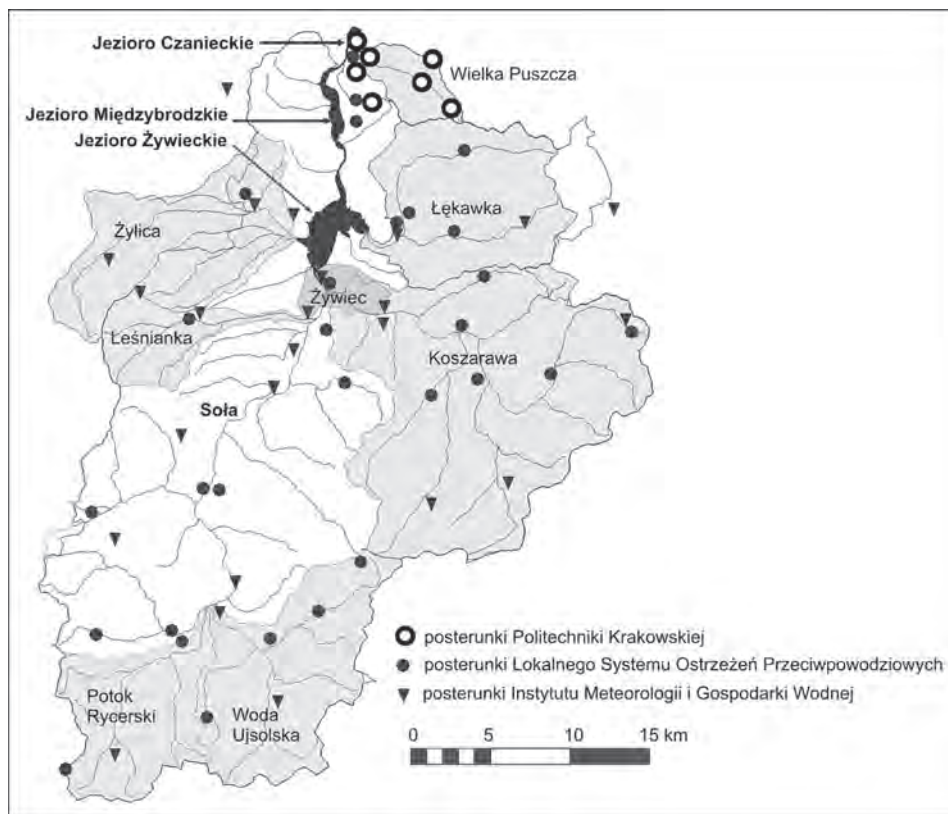 Jezioro Czanieckie
Wielka Puszcza
Jezioro Międzybrodzkie
Jezioro Żywieckie
Łękawka
Żylica
Żywiec
Leśnianka
Koszarawa
Soła
posterunki Politechniki Krakowskiej
posterunki Lokalnego Systemu Ostrzeżeń Przeciwpowodziowych
posterunki Instytutu Meteorologii i Gospodarki Wodnej
Potok
Rycerski
Woda
Ujsolska
0 5 10 15 km